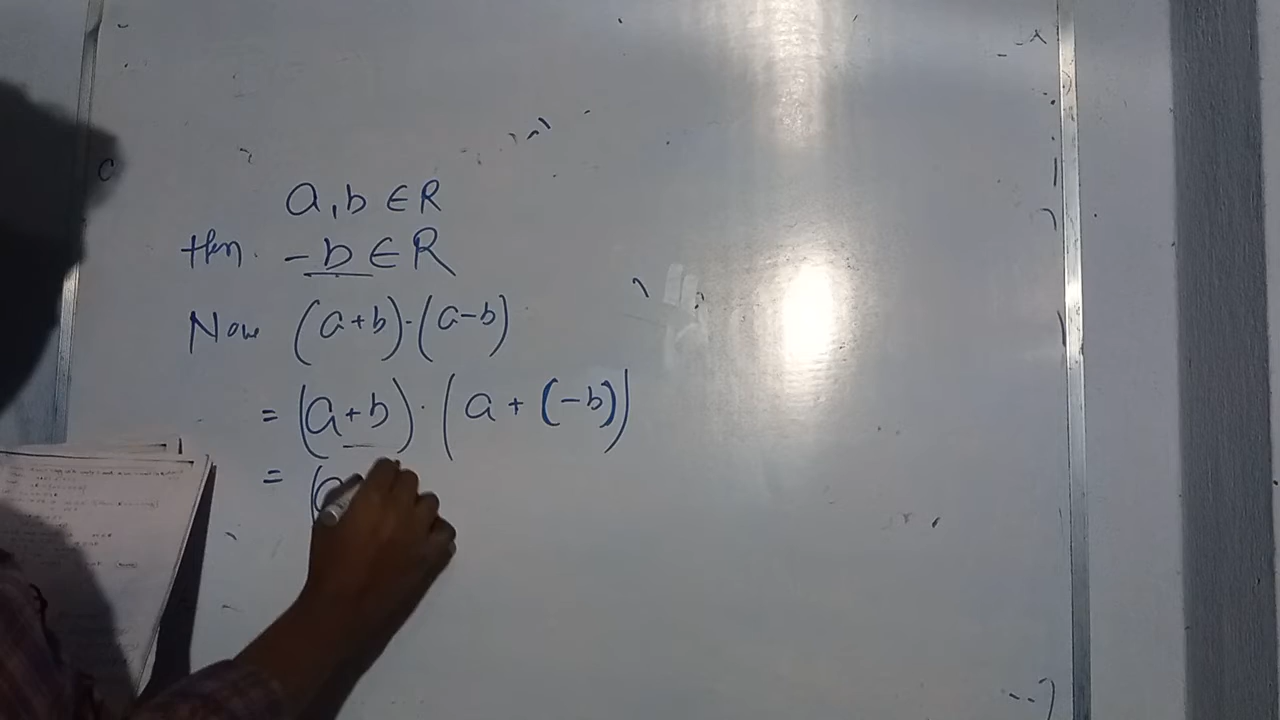 a, b ∈ R
then. -b ∈ R
Now (a+b)·(a-b)
= (a+b)·(a+(-b))
= (a